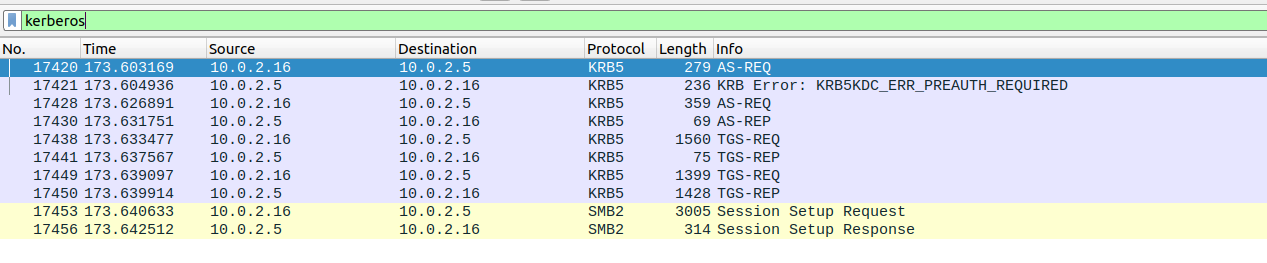 kerberos
No. Time Source Destination Protocol Length Info
17420 173.603169 10.0.2.16 10.0.2.5 KRB5 279 AS-REQ
17421 173.604936 10.0.2.5 10.0.2.16 KRB5 236 KRB Error: KRB5KDC_ERR_PREAUTH_REQUIRED
17428 173.626891 10.0.2.16 10.0.2.5 KRB5 359 AS-REQ
17430 173.631751 10.0.2.5 10.0.2.16 KRB5 69 AS-REP
17438 173.633477 10.0.2.16 10.0.2.5 KRB5 1560 TGS-REQ
17441 173.637567 10.0.2.5 10.0.2.16 KRB5 75 TGS-REP
17449 173.639097 10.0.2.16 10.0.2.5 KRB5 1399 TGS-REQ
17450 173.639914 10.0.2.5 10.0.2.16 KRB5 1428 TGS-REP
17453 173.640633 10.0.2.16 10.0.2.5 SMB2 3005 Session Setup Request
17456 173.642512 10.0.2.5 10.0.2.16 SMB2 314 Session Setup Response